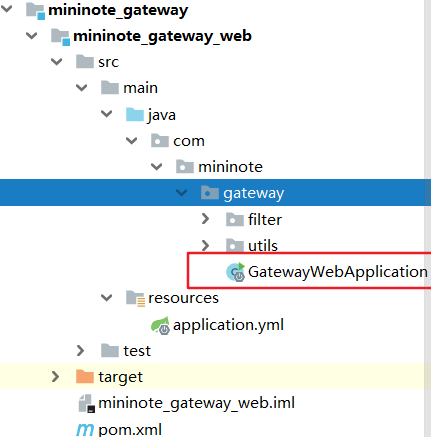 mininote_gateway
mininote_gateway_web
src
main
java
com
mininote
gateway
filter
utils
GatewayWebApplication
resources
application.yml
test
target
mininote_gateway_web.iml
pom.xml